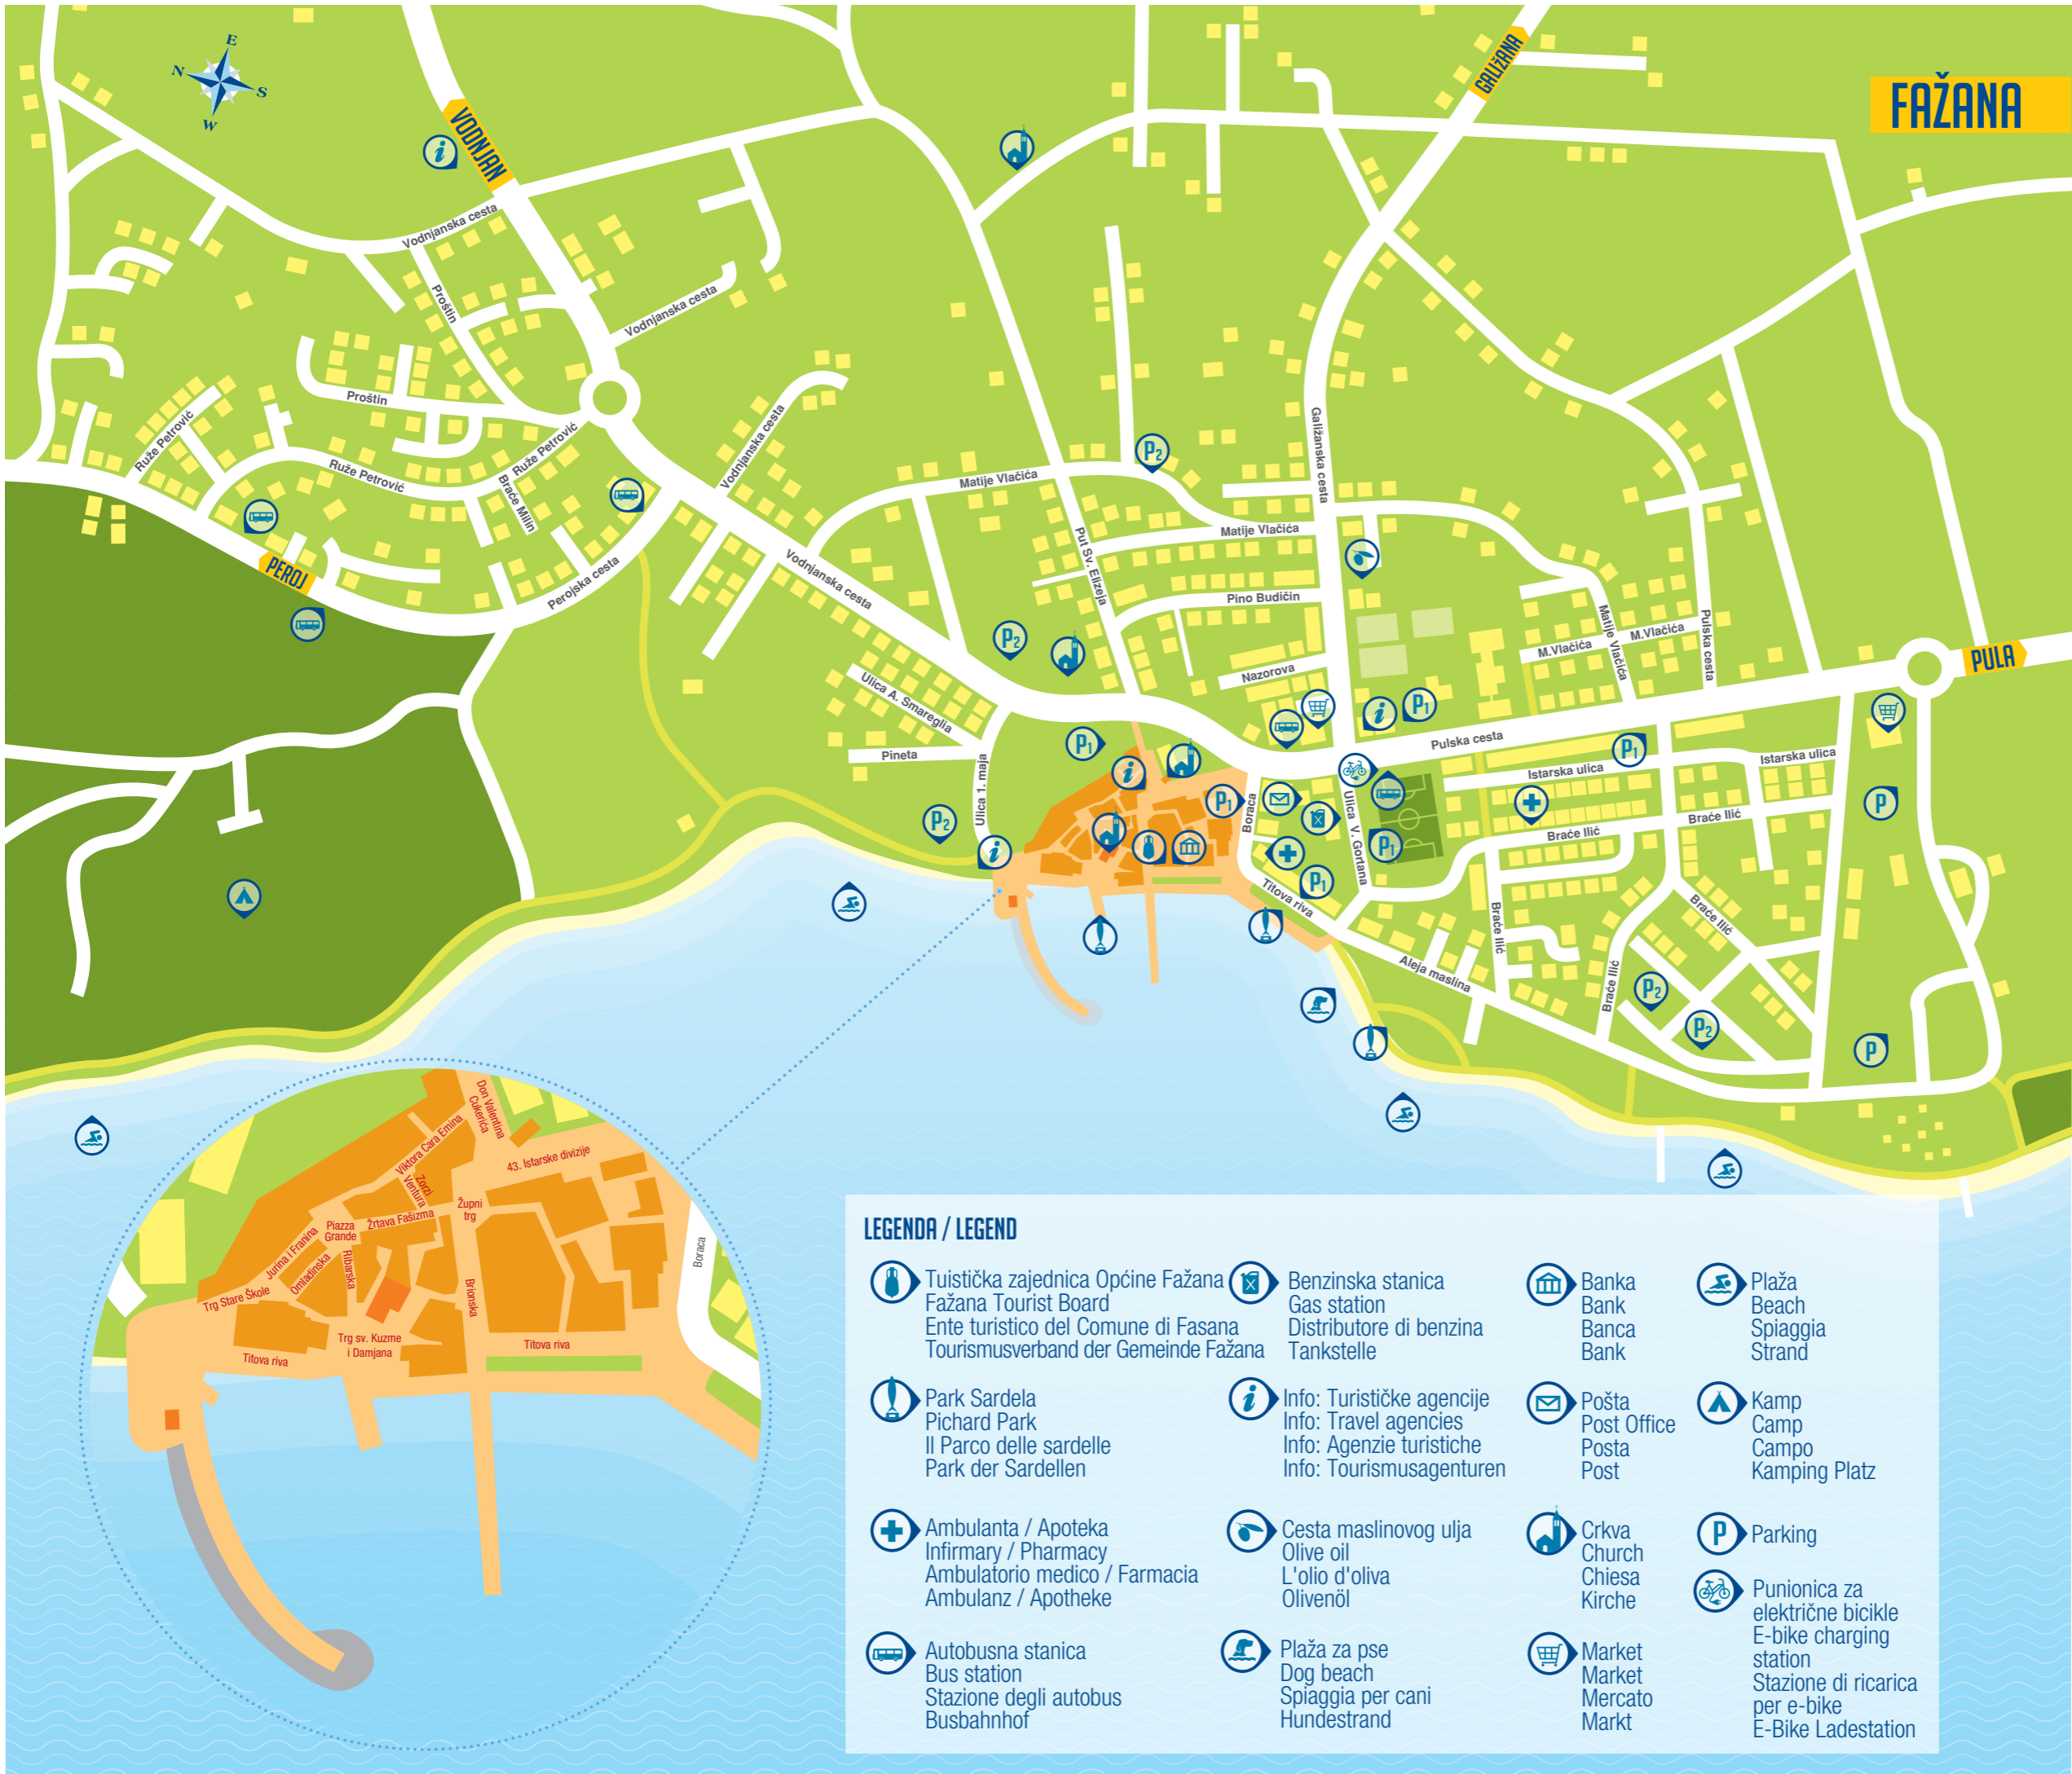 FAŽANA
E
N
S
W
VODNJAN
GALIŽANA
PEROJ
PULA
Vodnjanska cesta
Proštin
Vodnjanska cesta
Proštin
Ruže Petrović
Ruže Petrović
Ruže Petrović
Braće Milin
Vodnjanska cesta
Perojska cesta
Vodnjanska cesta
Matije Vlačića
Put Sv. Elizeja
Galižanska cesta
Matije Vlačića
Pino Budičin
Nazorova
Matije Vlačića
M.Vlačića
M.Vlačića
Pulska cesta
Pulska cesta
Ulica A. Smareglia
Pineta
Ulica 1. maja
Boraca
Ulica V. Gortana
Titova riva
Istarska ulica
Istarska ulica
Braće Ilić
Braće Ilić
Braće Ilić
Braće Ilić
Braće Ilić
Aleja maslina
P2
P2
P2
P1
P1
P1
P1
P1
P1
P2
P2
P
P
i
i
i
i
Don Valentina
Cukerića
Viktora Cara Emina
43. Istarske divizije
Zorzi
Ventura
Župni
trg
Piazza
Grande
Žrtava Fašizma
Jurina i Franina
Omladinska
Ribarska
Trg Stare Škole
Brionska
Trg sv. Kuzme
i Damjana
Titova riva
Titova riva
Boraca
LEGENDA / LEGEND
Tuistička zajednica Općine Fažana
Fažana Tourist Board
Ente turistico del Comune di Fasana
Tourismusverband der Gemeinde Fažana
Park Sardela
Pichard Park
Il Parco delle sardelle
Park der Sardellen
Ambulanta / Apoteka
Infirmary / Pharmacy
Ambulatorio medico / Farmacia
Ambulanz / Apotheke
Autobusna stanica
Bus station
Stazione degli autobus
Busbahnhof
Benzinska stanica
Gas station
Distributore di benzina
Tankstelle
i
Info: Turističke agencije
Info: Travel agencies
Info: Agenzie turistiche
Info: Tourismusagenturen
Cesta maslinovog ulja
Olive oil
L'olio d'oliva
Olivenöl
Plaža za pse
Dog beach
Spiaggia per cani
Hundestrand
Banka
Bank
Banca
Bank
Pošta
Post Office
Posta
Post
Crkva
Church
Chiesa
Kirche
Market
Market
Mercato
Markt
Plaža
Beach
Spiaggia
Strand
Kamp
Camp
Campo
Kamping Platz
P
Parking
Punionica za
električne bicikle
E-bike charging
station
Stazione di ricarica
per e-bike
E-Bike Ladestation